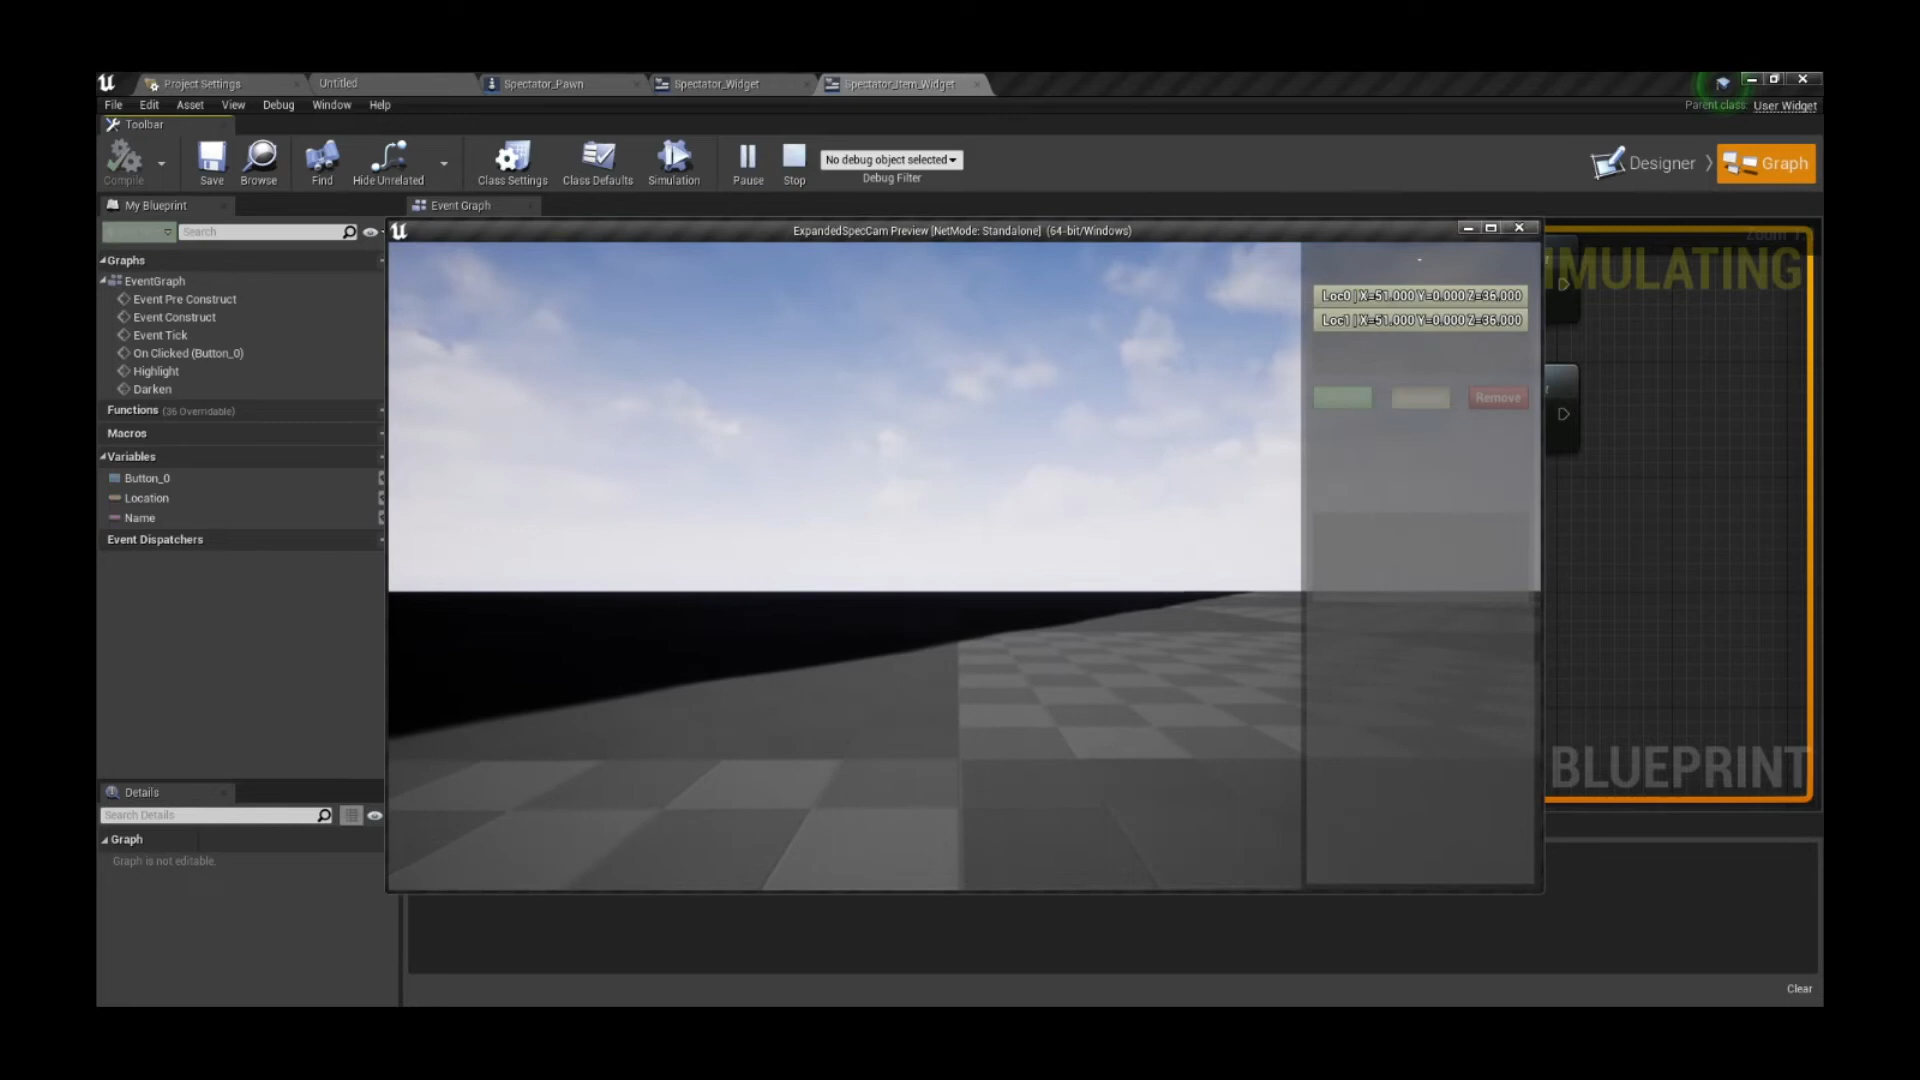 Project Settings
Untitled
Spectator_Pawn
Spectator_Widget
Spectator_Item_Widget
File Edit Asset View Debug Window Help
Parent class: User Widget
Toolbar
Compile
Save
Browse
Find
Hide Unrelated
Class Settings
Class Defaults
Simulation
Pause
Stop
No debug object selected
Debug Filter
Designer
Graph
My Blueprint
Event Graph
Search
ExpandedSpecCam Preview [NetMode: Standalone] (64-bit/Windows)
Graphs
EventGraph
Event Pre Construct
Event Construct
Event Tick
On Clicked (Button_0)
Highlight
Darken
Functions (36 Overridable)
Macros
Variables
Button_0
Location
Name
Event Dispatchers
Loc0 | X=51.000 Y=0.000 Z=36.000
Loc1 | X=51.000 Y=0.000 Z=36.000
Remove
MULATING
BLUEPRINT
Details
Search Details
Graph
Graph is not editable.
Clear